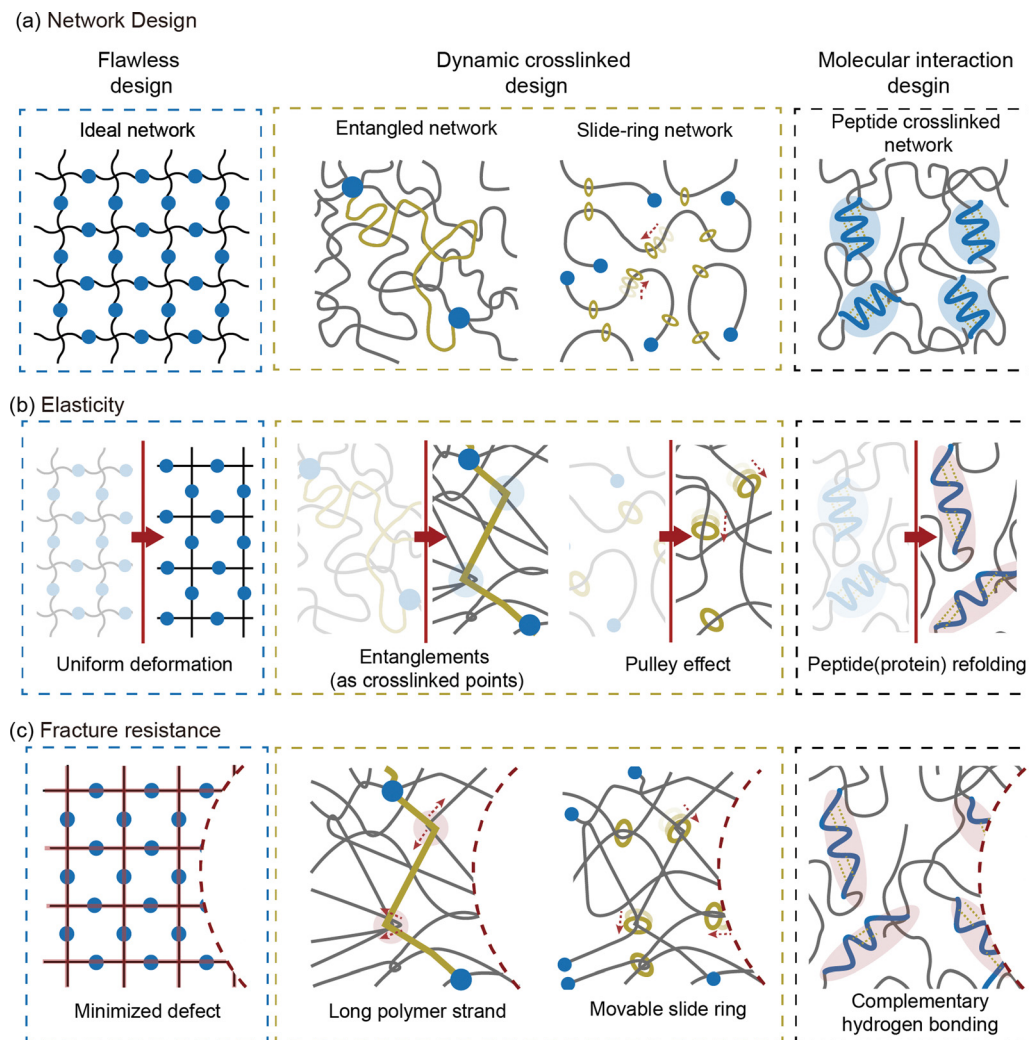 (a) Network Design
Flawless
design
Dynamic crosslinked
design
Molecular interaction
desgin
Ideal network
Entangled network
Slide-ring network
Peptide crosslinked
network
(b) Elasticity
Uniform deformation
Entanglements
(as crosslinked points)
Pulley effect
Peptide(protein) refolding
(c) Fracture resistance
Minimized defect
Long polymer strand
Movable slide ring
Complementary
hydrogen bonding